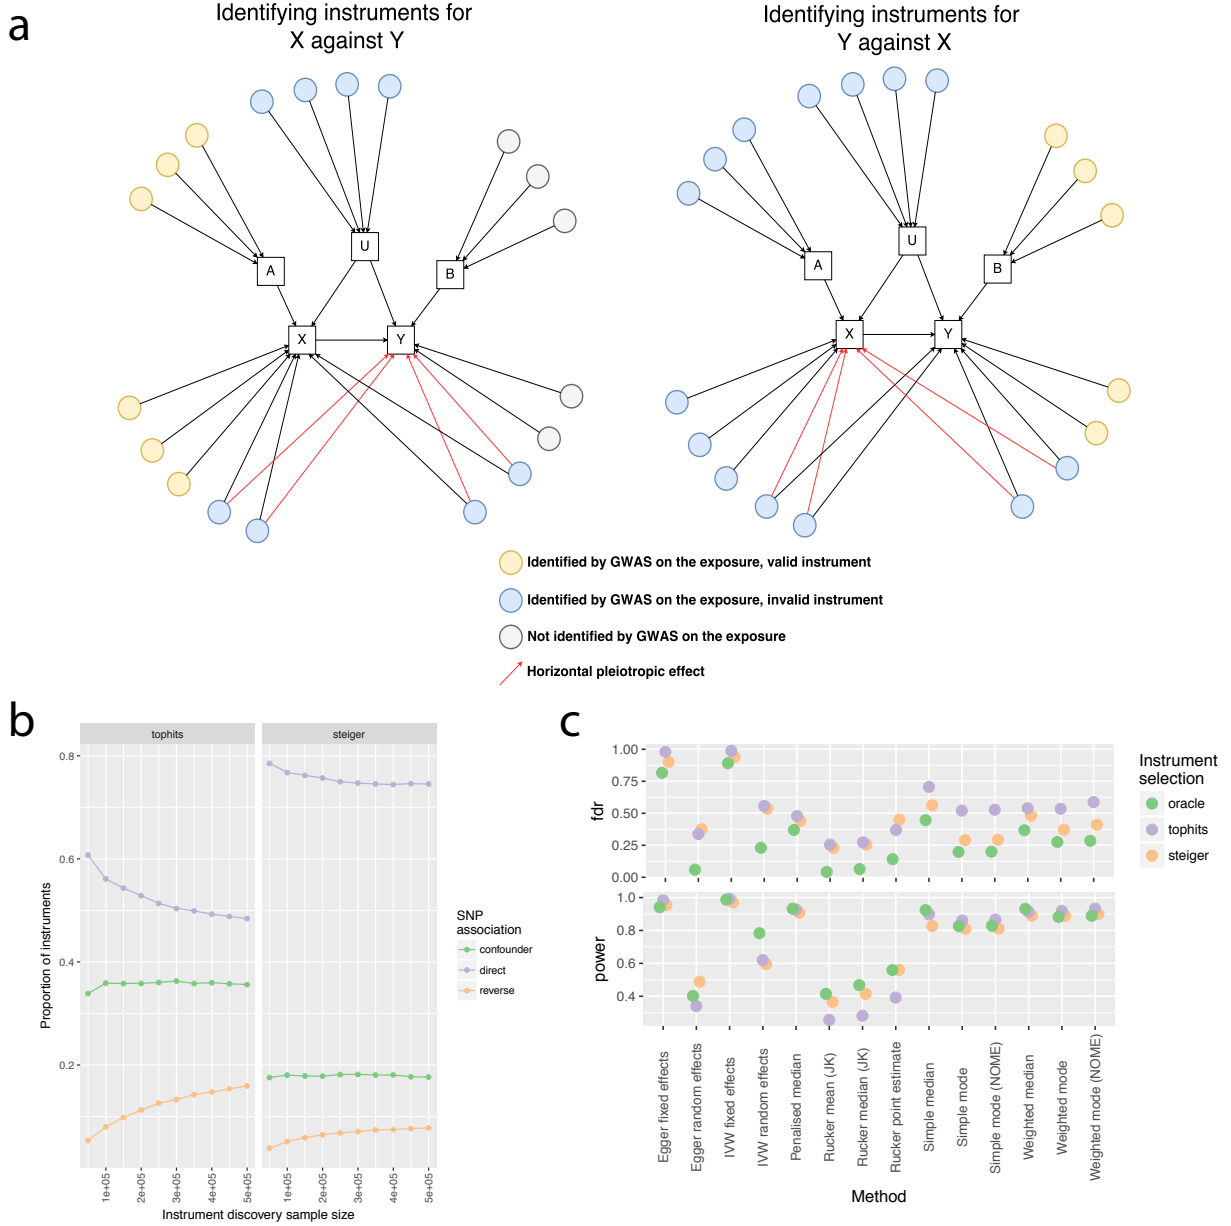 a
Identifying instruments for
X against Y
Identifying instruments for
Y against X
U
A
B
X
Y
U
A
B
X
Y
Identified by GWAS on the exposure, valid instrument
Identified by GWAS on the exposure, invalid instrument
Not identified by GWAS on the exposure
Horizontal pleiotropic effect
b
tophits
steiger
Proportion of instruments
0.8
0.6
0.4
0.2
1e+05
2e+05
3e+05
4e+05
5e+05
1e+05
2e+05
3e+05
4e+05
5e+05
Instrument discovery sample size
SNP
association
confounder
direct
reverse
c
fdr
1.00
0.75
0.50
0.25
0.00
power
1.0
0.8
0.6
0.4
Egger fixed effects
Egger random effects
IVW fixed effects
IVW random effects
Penalised median
Rucker mean (JK)
Rucker median (JK)
Rucker point estimate
Simple median
Simple mode
Simple mode (NOME)
Weighted median
Weighted mode
Weighted mode (NOME)
Method
Instrument
selection
oracle
tophits
steiger